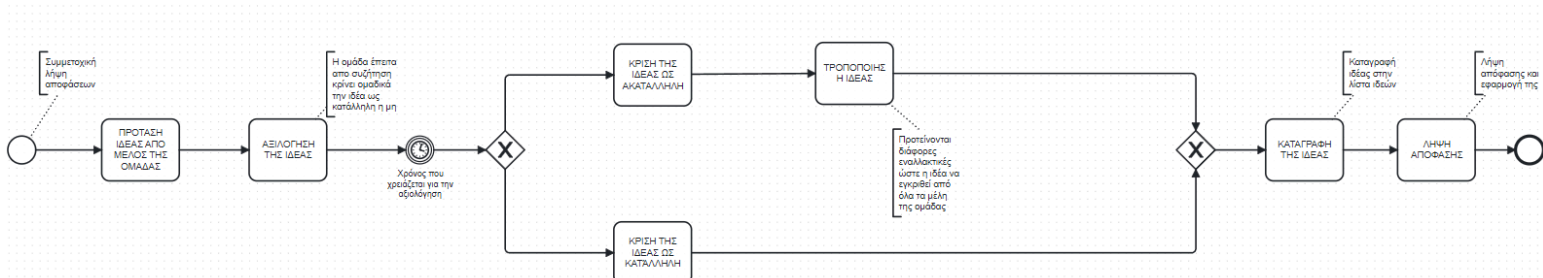 Συμμετοχική
λήψη
αποφάσεων
ΠΡΟΤΑΣΗ
ΙΔΕΑΣ ΑΠΟ
ΜΕΛΟΣ ΤΗΣ
ΟΜΑΔΑΣ
Η ομάδα έπειτα
απο συζήτηση
κρίνει ομαδικά
την ιδέα ως
κατάλληλη η μη
ΑΞΙΛΟΓΗΣΗ
ΤΗΣ ΙΔΕΑΣ
Χρόνος που
χρειάζεται για την
αξιολόγηση
X
ΚΡΙΣΗ ΤΗΣ
ΙΔΕΑΣ ΩΣ
ΑΚΑΤΑΛΛΗΛΗ
ΤΡΟΠΟΠΟΙΗΣ
Η ΙΔΕΑΣ
Προτείνονται
διάφορες
εναλλακτικές
ώστε η ιδέα να
εγκριθεί από
όλα τα μέλη
της ομάδας
ΚΡΙΣΗ ΤΗΣ
ΙΔΕΑΣ ΩΣ
ΚΑΤΑΛΛΗΛΗ
X
Καταγραφή
ιδέας στην
λίστα ιδεών
ΚΑΤΑΓΡΑΦΗ
ΤΗΣ ΙΔΕΑΣ
Λήψη
απόφασης και
εφαρμογή της
ΛΗΨΗ
ΑΠΟΦΑΣΗΣ